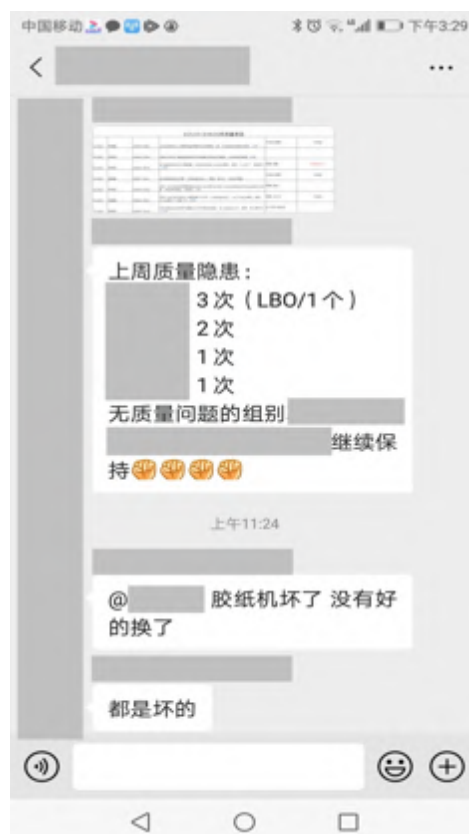 中国移动
下午3:29
上周质量隐患：
3次（LBO/1个）
2次
1次
1次
无质量问题的组别
继续保
持
上午11:24
@ 胶纸机坏了 没有好
的换了
都是坏的